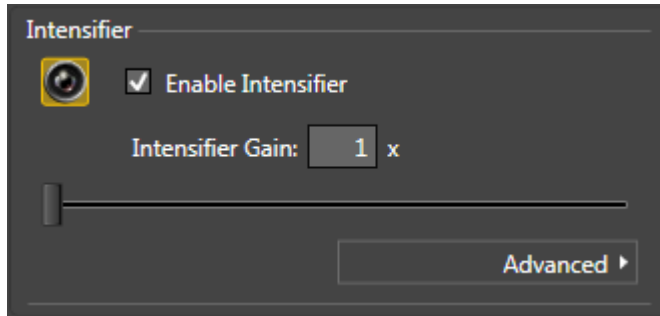 Intensifier
Enable Intensifier
Intensifier Gain: 1 x
Advanced